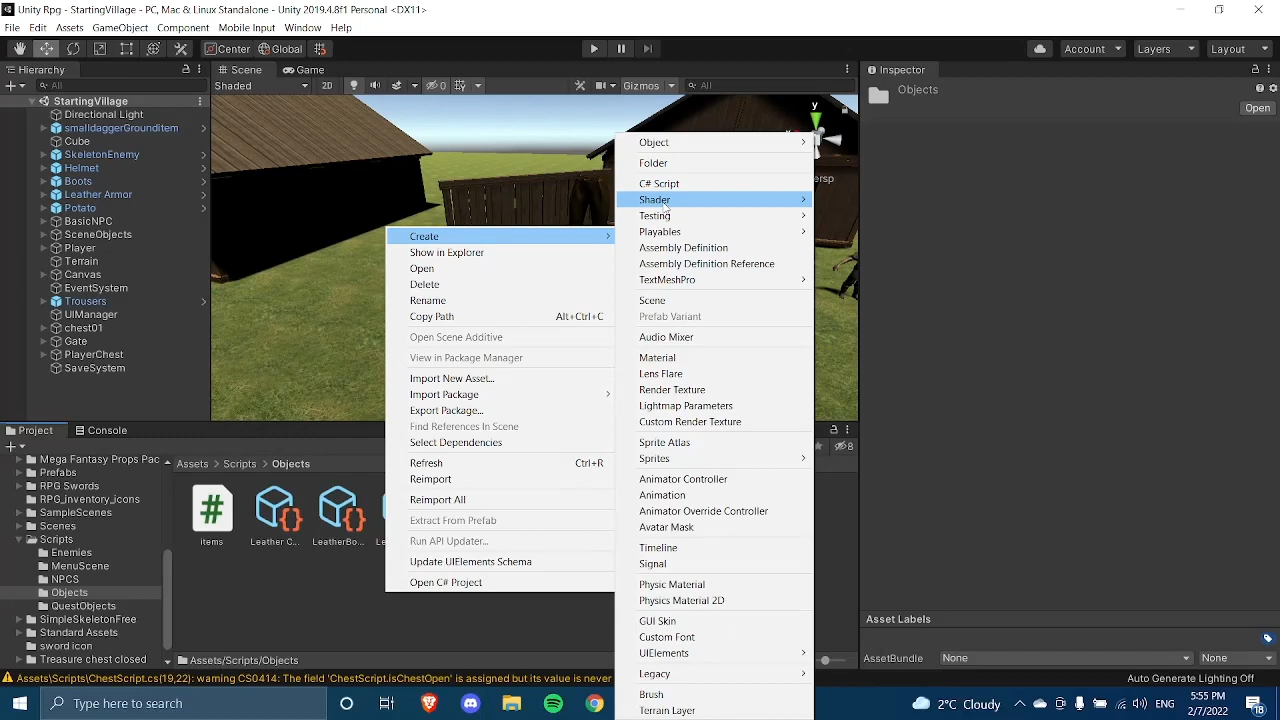 Unity Rpg - StartingVillage - PC, Mac & Linux Standalone - Unity 2019.4.8f1 Personal <DX11>
File Edit Assets GameObject Component Mobile Input Window Help
Center Global Account Layers Layout
Hierarchy
Scene
Game
Inspector
All
Shaded 2D 0 Gizmos All
Objects
Open
StartingVillage
Directional Light
smalldaggerGrounditem
Cube
SkeletonEnemy
Helmet
Boots
Leather Armor
Potato
BasicNPC
SceneObjects
Player
Terrain
Canvas
EventSystem
Trousers
UIManager
chest01
Gate
PlayerChest
SaveSystem
y
Persp
Create
Show in Explorer
Open
Delete
Rename
Copy Path Alt+Ctrl+C
Open Scene Additive
View in Package Manager
Import New Asset...
Import Package
Export Package...
Find References In Scene
Select Dependencies
Refresh Ctrl+R
Reimport
Reimport All
Extract From Prefab
Run API Updater...
Update UIElements Schema
Open C# Project
Object
Folder
C# Script
Shader
Testing
Playables
Assembly Definition
Assembly Definition Reference
TextMeshPro
Scene
Prefab Variant
Audio Mixer
Material
Lens Flare
Render Texture
Lightmap Parameters
Custom Render Texture
Sprite Atlas
Sprites
Animator Controller
Animation
Animator Override Controller
Avatar Mask
Timeline
Signal
Physic Material
Physics Material 2D
GUI Skin
Custom Font
UIElements
Legacy
Brush
Terrain Layer
Project
Console
8
Mega Fantasy Props Pac
Prefabs
RPG Swords
RPG_inventory_icons
SampleScenes
Scenes
Scripts
Enemies
MenuScene
NPCS
Objects
QuestObjects
SimpleSkeletonFree
Standard Assets
sword icon
Treasure chest closed
Assets > Scripts > Objects
items
Leather C...
LeatherBo...
Assets/Scripts/Objects
Asset Labels
AssetBundle None None
Assets\Scripts\ChestScript.cs(19,22): warning CS0414: The field 'ChestScript.isChestOpen' is assigned but its value is never
Auto Generate Lighting Off
Type here to search
2°C Cloudy
ENG
5:55 PM
2/7/2022
18